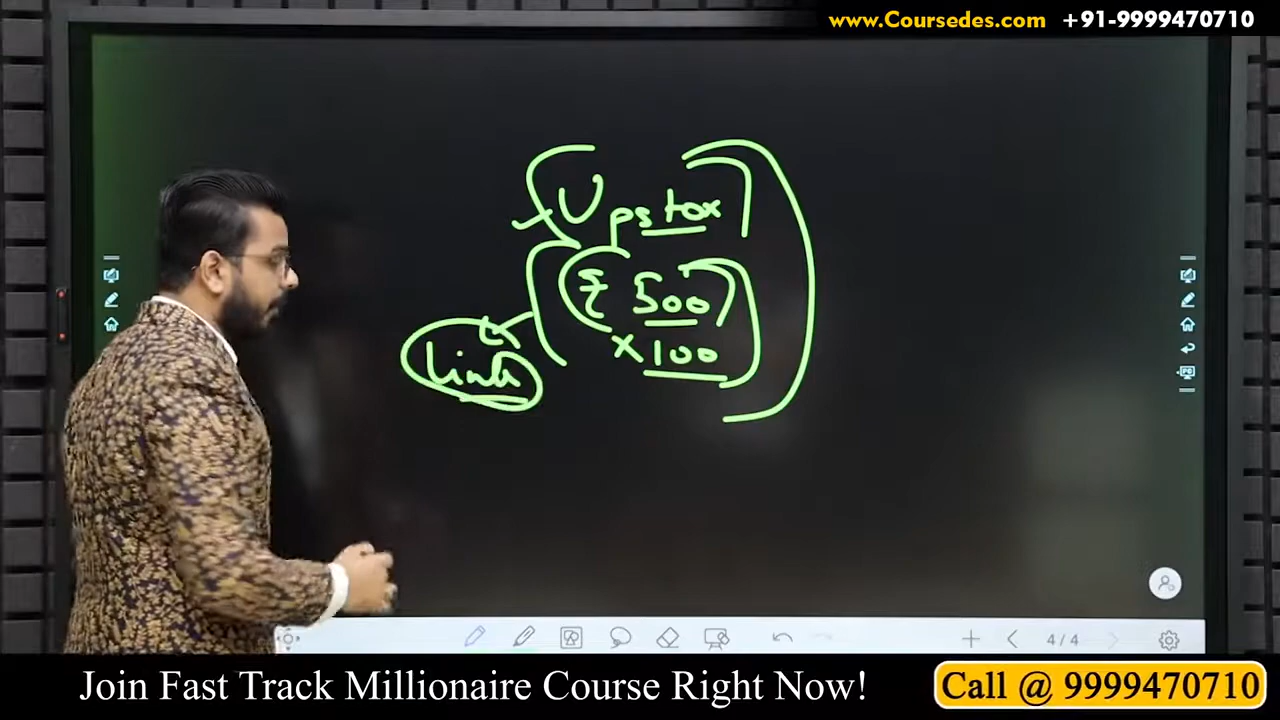 www.Coursedes.com +91-9999470710
Upstox
₹ 500
× 100
Link
4 / 4
Join Fast Track Millionaire Course Right Now!
Call @ 9999470710